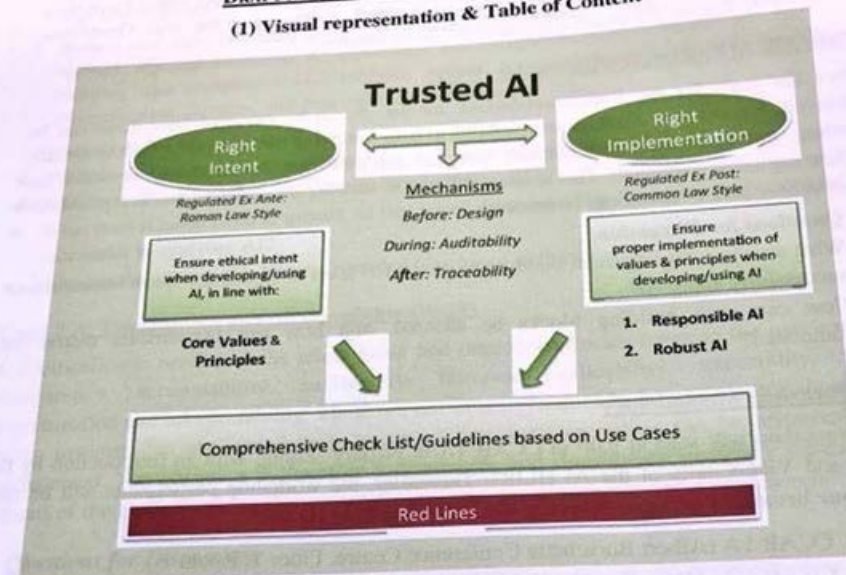 (1) Visual representation & Table of Content
Trusted AI
Right
Intent
Regulated Ex Ante:
Roman Law Style
Ensure ethical intent
when developing/using
AI, in line with:
Core Values &
Principles
Mechanisms
Before: Design
During: Auditability
After: Traceability
Right
Implementation
Regulated Ex Post:
Common Law Style
Ensure
proper implementation of
values & principles when
developing/using AI
1. Responsible AI
2. Robust AI
Comprehensive Check List/Guidelines based on Use Cases
Red Lines